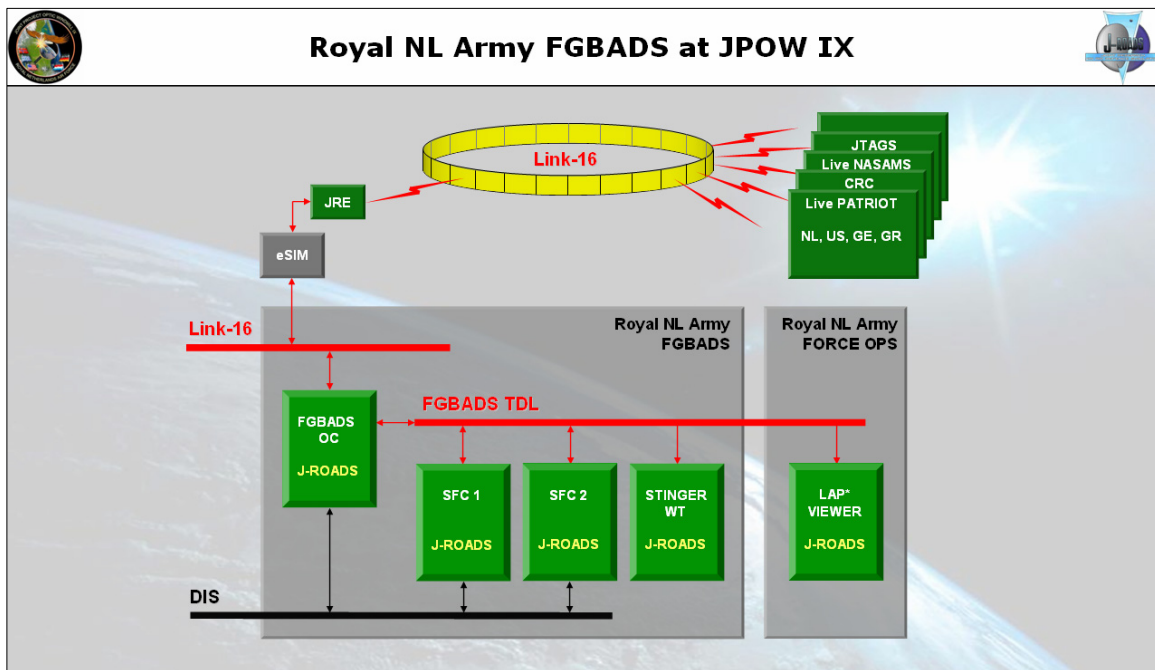 Royal NL Army FGBADS at JPOW IX
J-ROADS
Link-16
JTAGS
Live NASAMS
CRC
Live PATRIOT
NL, US, GE, GR
JRE
eSIM
Link-16
Royal NL Army
FGBADS
Royal NL Army
FORCE OPS
FGBADS TDL
FGBADS
OC
J-ROADS
SFC 1
J-ROADS
SFC 2
J-ROADS
STINGER
WT
J-ROADS
LAP*
VIEWER
J-ROADS
DIS